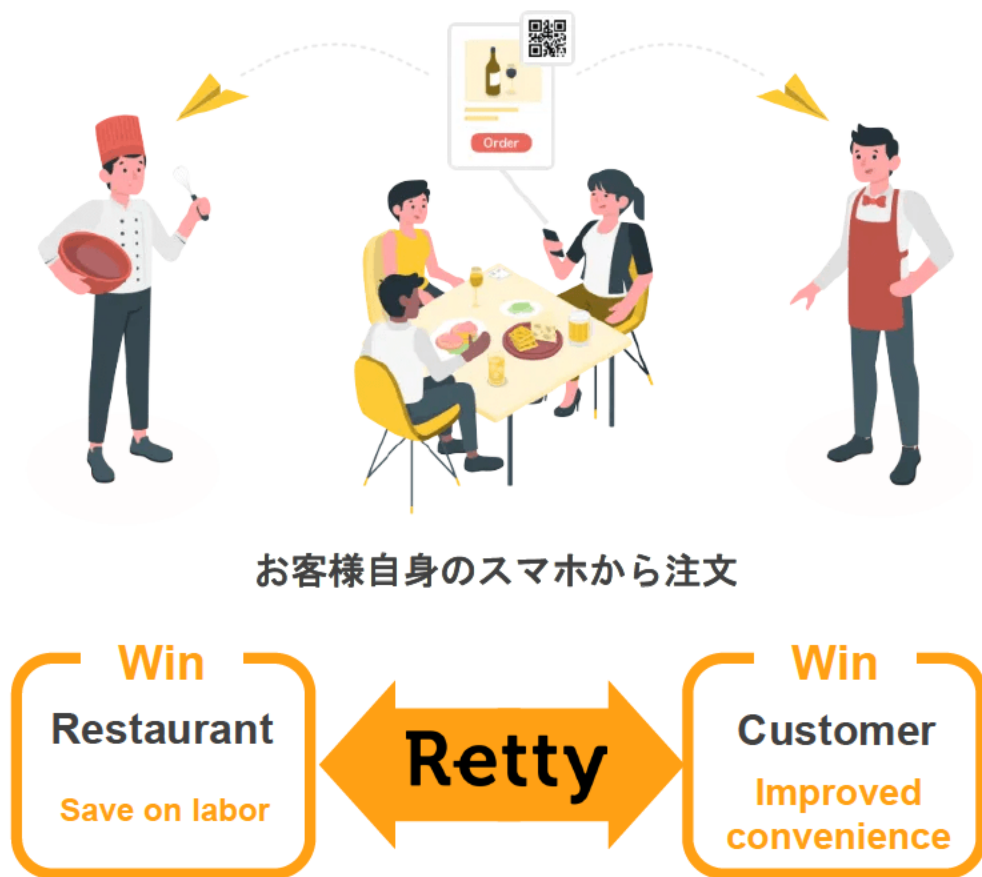 Order
お客様自身のスマホから注文
Win
Restaurant
Save on labor
Retty
Win
Customer
Improved
convenience